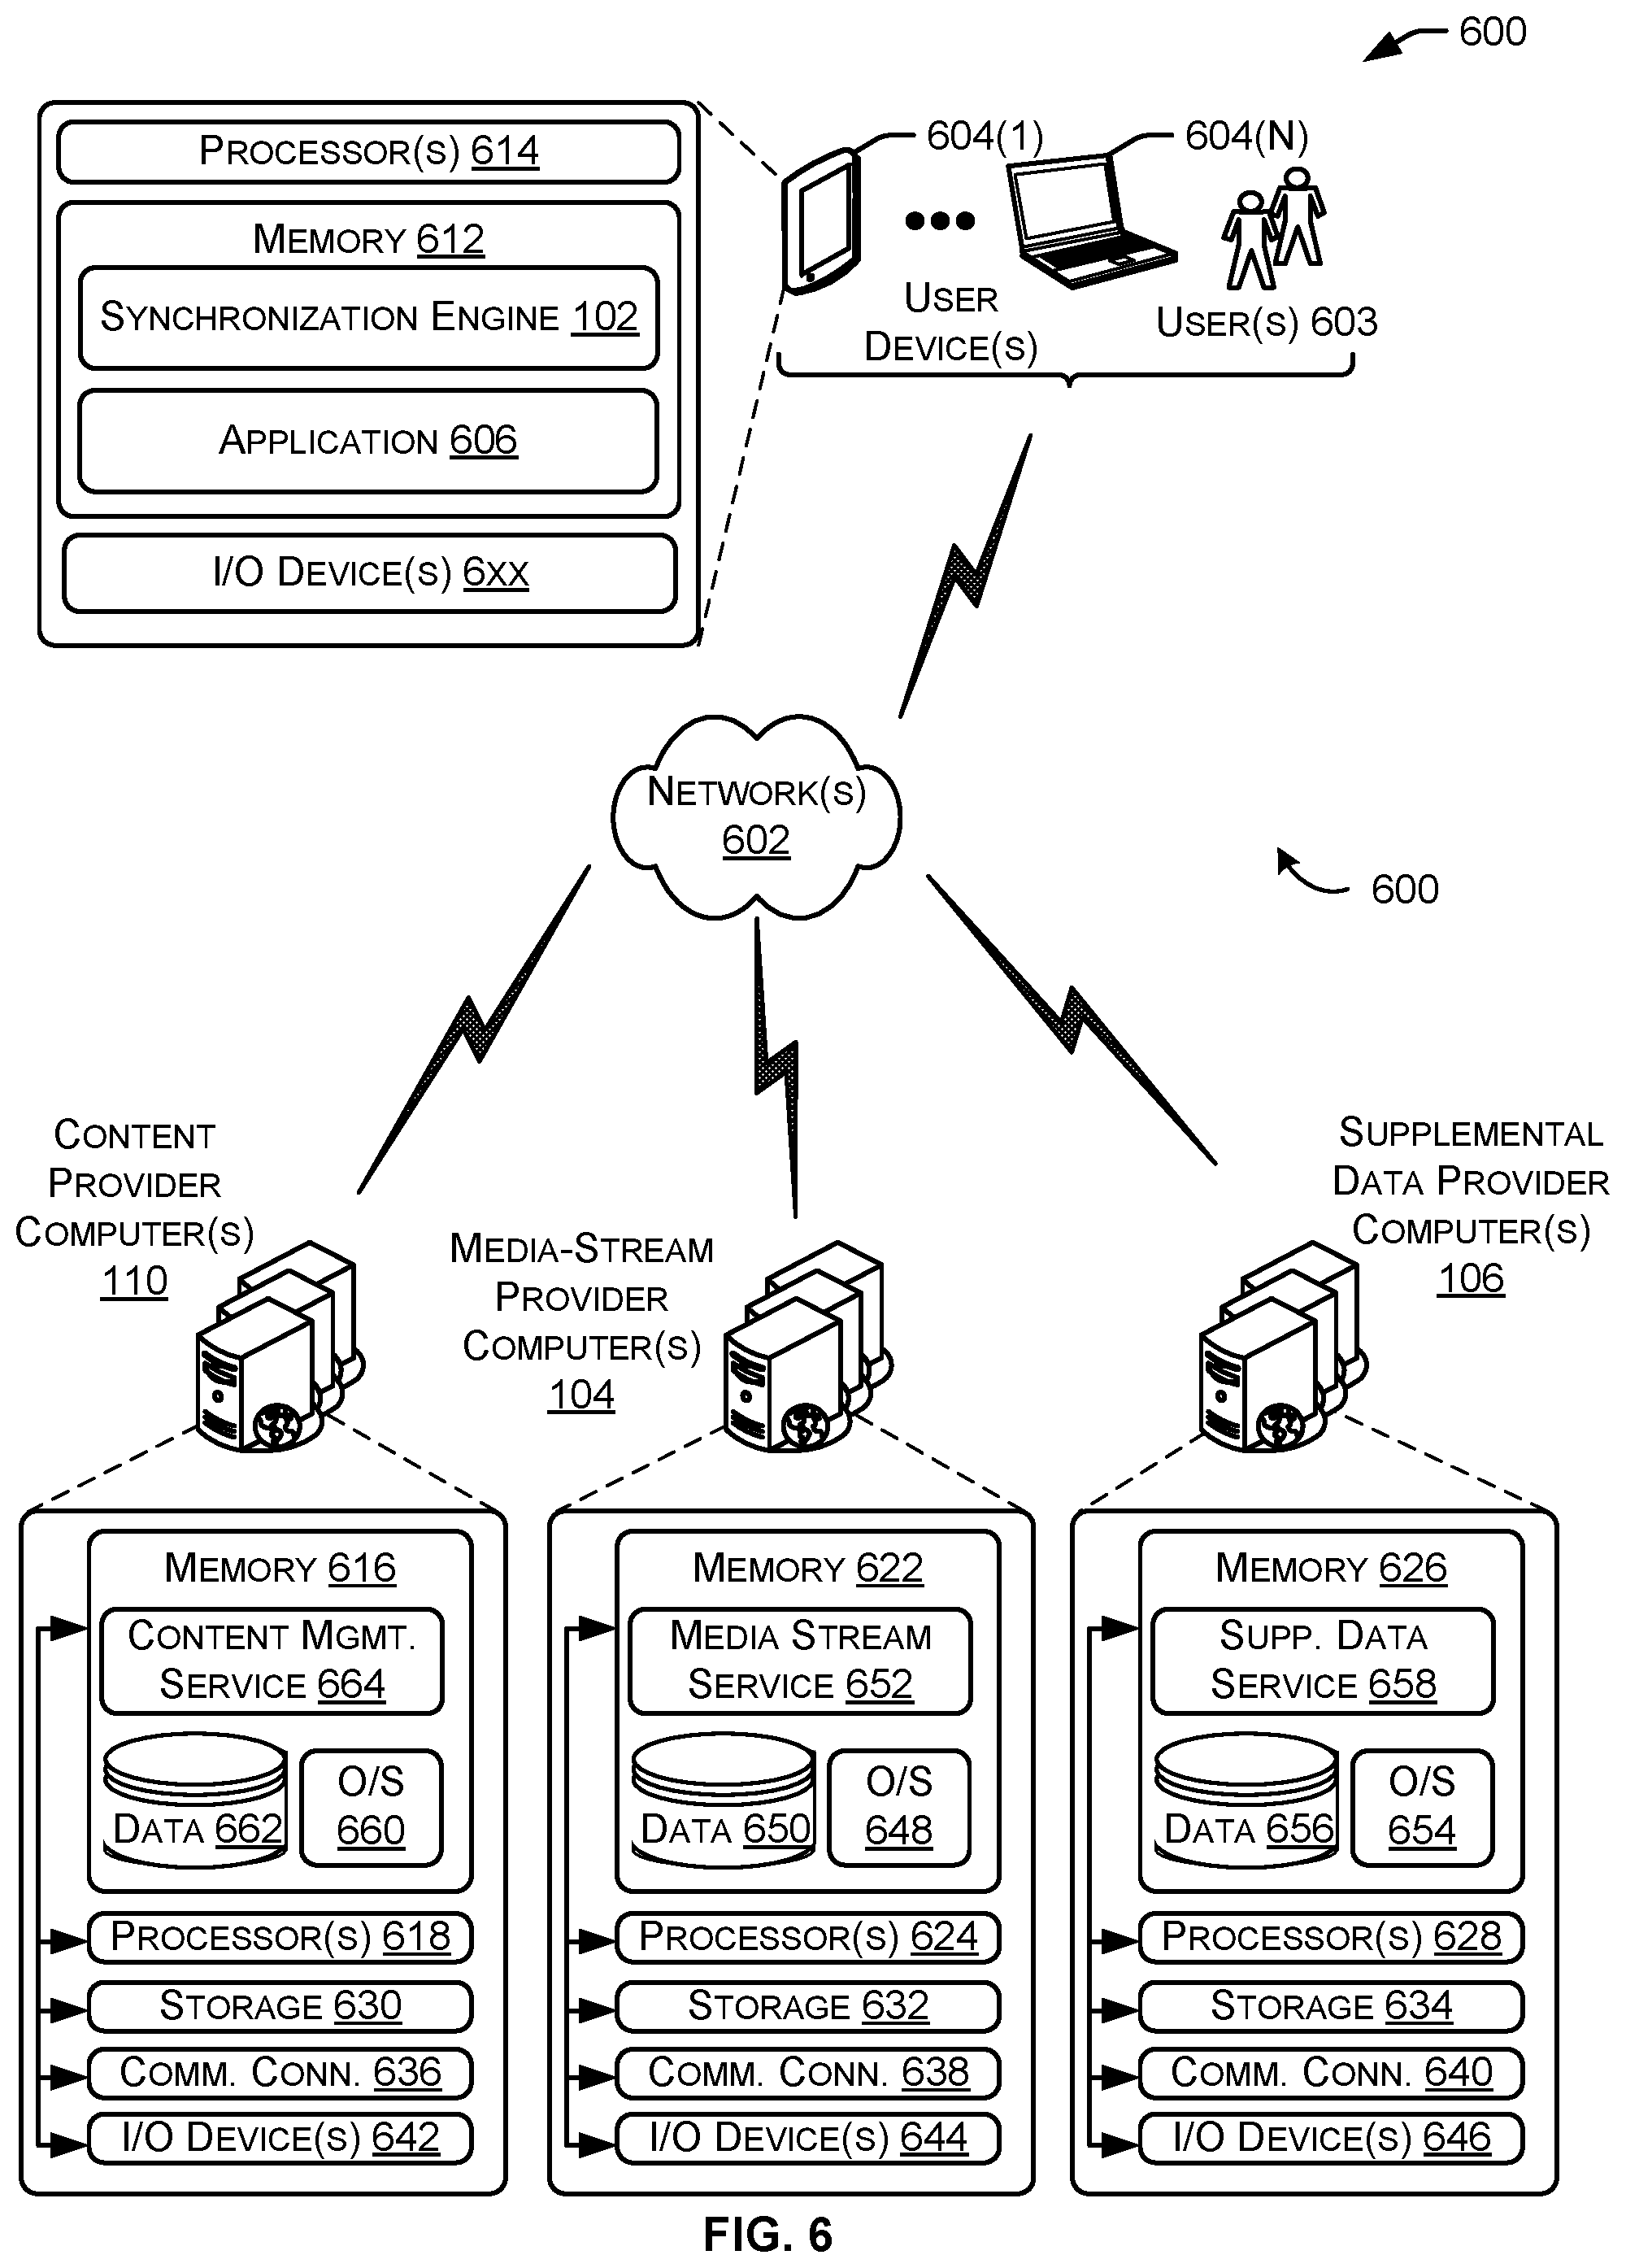 600
PROCESSOR(S) 614
MEMORY 612
SYNCHRONIZATION ENGINE 102
APPLICATION 606
I/O DEVICE(S) 6XX
604(1)
604(N)
USER
DEVICE(S)
USER(S) 603
NETWORK(S)
602
600
CONTENT
PROVIDER
COMPUTER(S)
110
MEDIA-STREAM
PROVIDER
COMPUTER(S)
104
SUPPLEMENTAL
DATA PROVIDER
COMPUTER(S)
106
MEMORY 616
CONTENT MGMT.
SERVICE 664
DATA 662
O/S
660
PROCESSOR(S) 618
STORAGE 630
COMM. CONN. 636
I/O DEVICE(S) 642
MEMORY 622
MEDIA STREAM
SERVICE 652
DATA 650
O/S
648
PROCESSOR(S) 624
STORAGE 632
COMM. CONN. 638
I/O DEVICE(S) 644
MEMORY 626
SUPP. DATA
SERVICE 658
DATA 656
O/S
654
PROCESSOR(S) 628
STORAGE 634
COMM. CONN. 640
I/O DEVICE(S) 646
FIG. 6